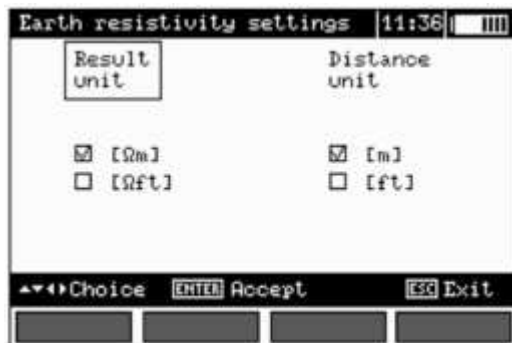 Earth resistivity settings 11:36
Result unit
Distance unit
☑ [Ωm]
☐ [Ωft]
☑ [m]
☐ [ft]
▲▼◀▶Choice ENTER Accept ESC Exit